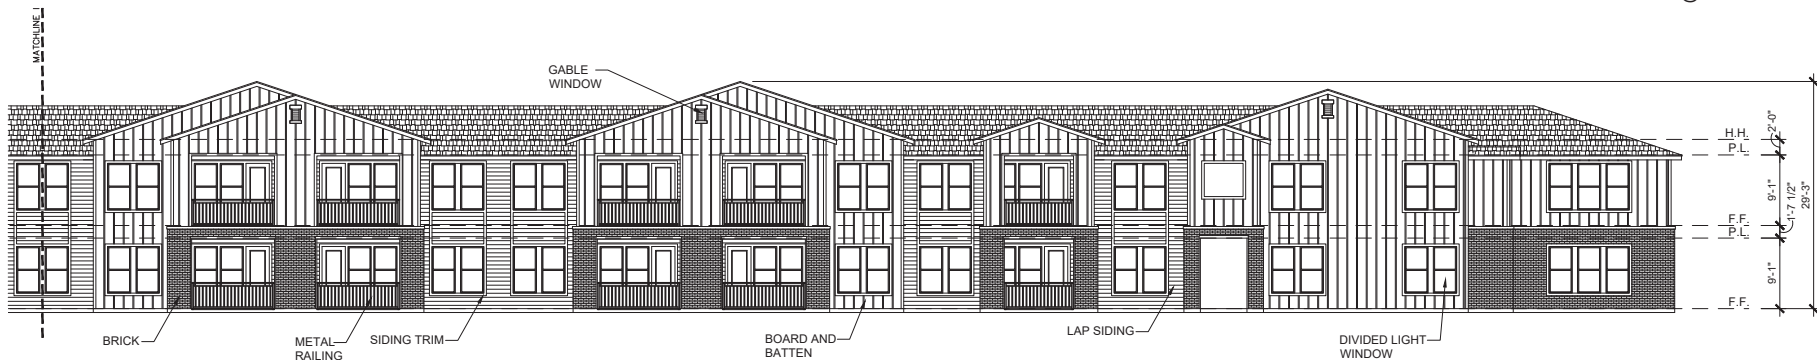 MATCHLINE
GABLE
WINDOW
H.H.
P.L.
F.F.
P.L.
F.F.
2'-0"
9'-1"
1'-7 1/2"
29'-3"
9'-1"
BRICK
METAL
RAILING
SIDING TRIM
BOARD AND
BATTEN
LAP SIDING
DIVIDED LIGHT
WINDOW